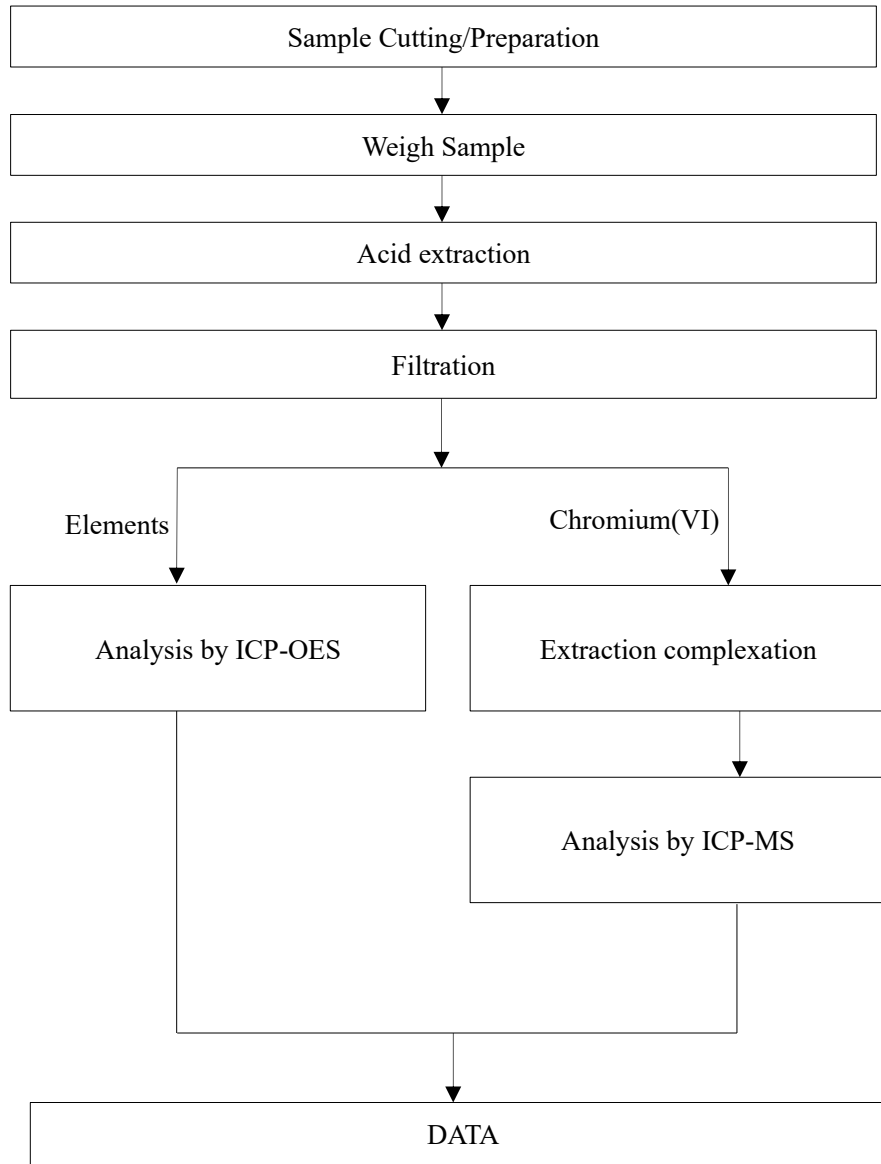 Sample Cutting/Preparation
Weigh Sample
Acid extraction
Filtration
Elements
Chromium(VI)
Analysis by ICP-OES
Extraction complexation
Analysis by ICP-MS
DATA